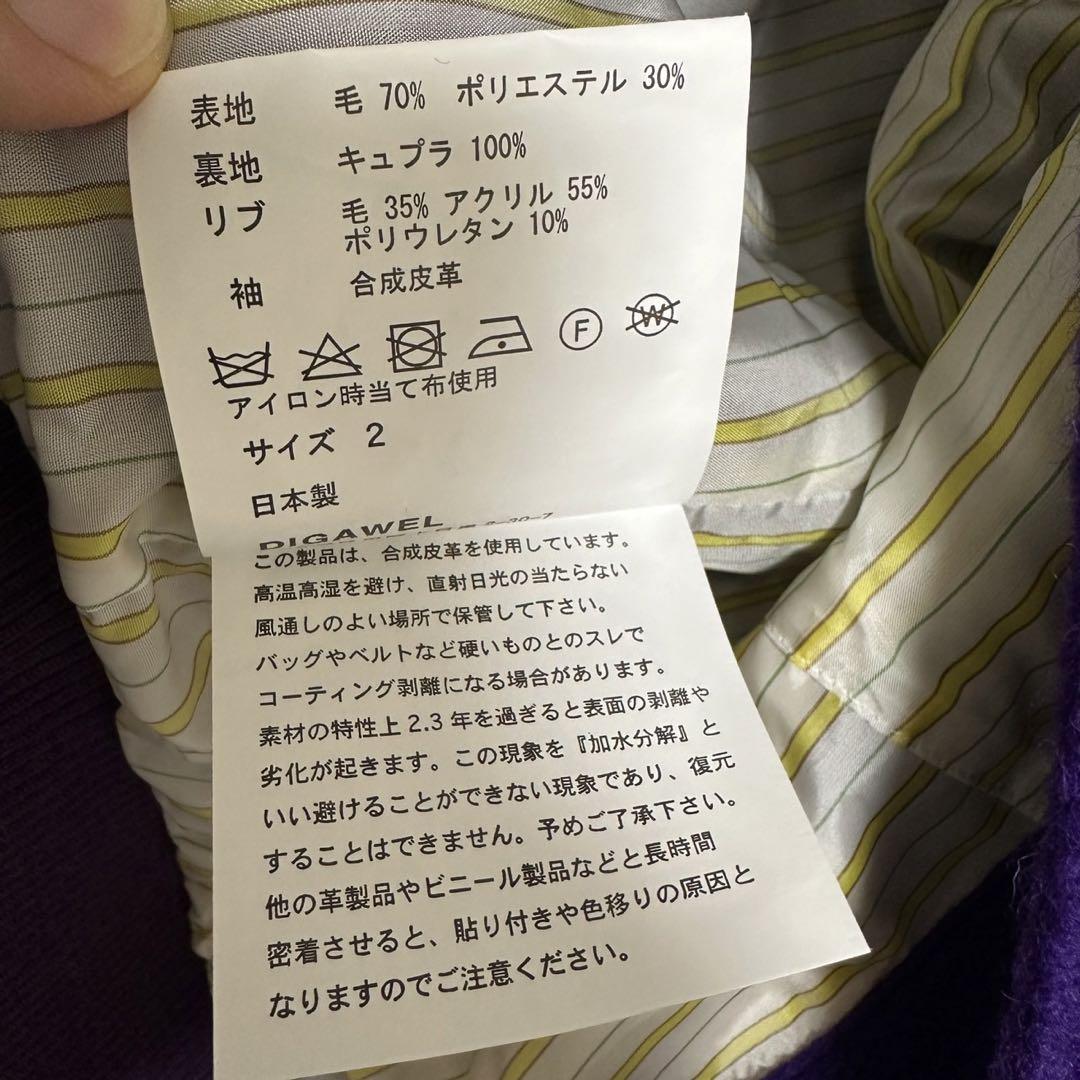 表地 毛 70% ポリエステル 30%
裏地 キュプラ 100%
リブ 毛 35% アクリル 55%
ポリウレタン 10%
袖 合成皮革
F W
アイロン時当て布使用
サイズ 2
日本製
DIGAWEL
この製品は、合成皮革を使用しています。
高温高湿を避け、直射日光の当たらない
風通しのよい場所で保管して下さい。
バッグやベルトなど硬いものとのスレで
コーティング剥離になる場合があります。
素材の特性上 2.3 年を過ぎると表面の剥離や
劣化が起きます。この現象を『加水分解』と
いい避けることができない現象であり、復元
することはできません。予めご了承下さい。
他の革製品やビニール製品などと長時間
密着させると、貼り付きや色移りの原因と
なりますのでご注意ください。